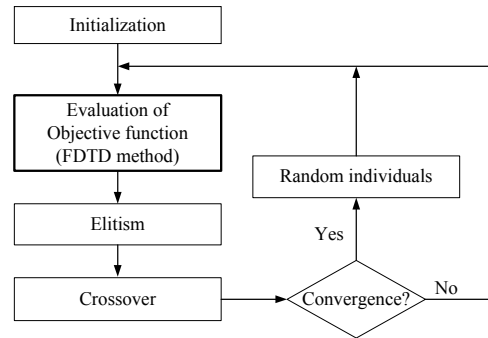 Initialization
Evaluation of
Objective function
(FDTD method)
Random individuals
Elitism
Yes
Crossover
Convergence?
No